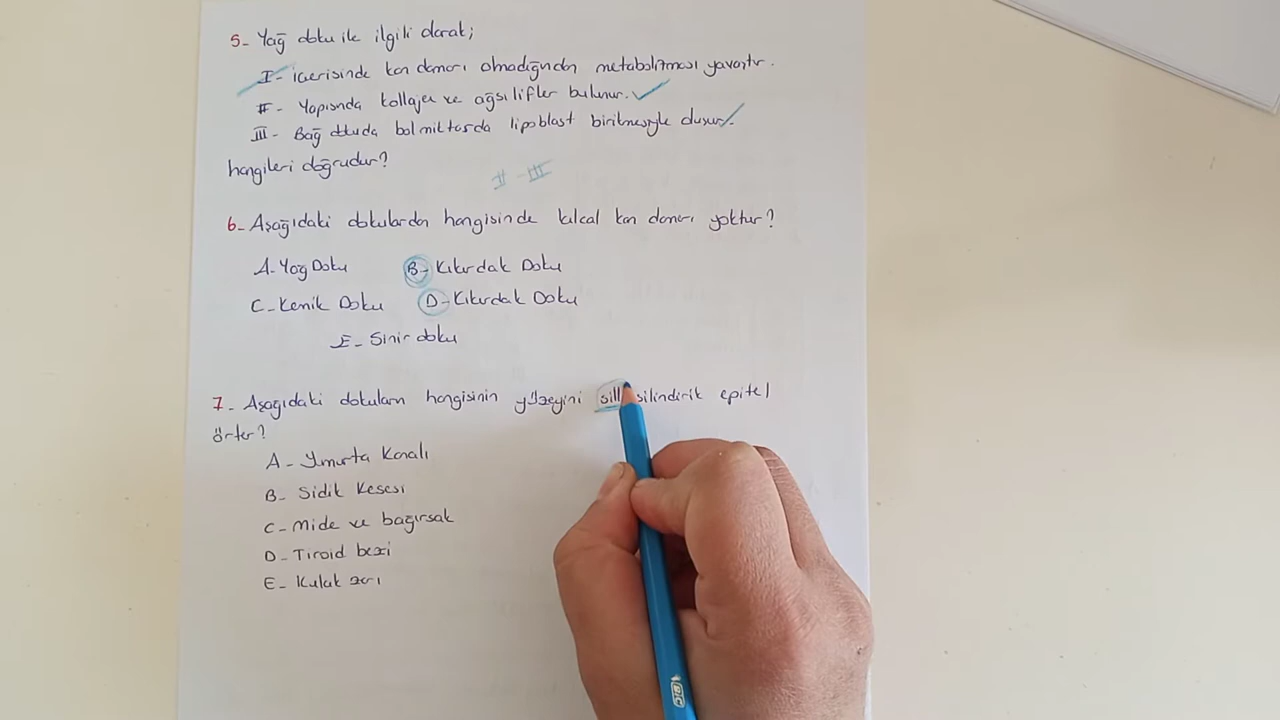 5- Yağ doku ile ilgili olarak;
I- İçerisinde kan damarı olmadığından metabolizması yavaştır.
II- Yapısında kollajen ve ağsı lifler bulunur.
III- Bağ dokuda bol miktarda lipoblast birikmesiyle oluşur.
hangileri doğrudur?
II - III
6- Aşağıdaki dokulardan hangisinde kılcal kan damarı yoktur?
A- Yağ Doku B- Kıkırdak Doku
C- Kemik Doku D- Kıkırdak Doku
E- Sinir doku
7- Aşağıdaki dokuların hangisinin yüzeyini sill silindirik epitel
örter?
A- Yumurta Kanalı
B- Sidik Kesesi
C- Mide ve bağırsak
D- Tiroid bezi
E- Kulak zarı
BIC